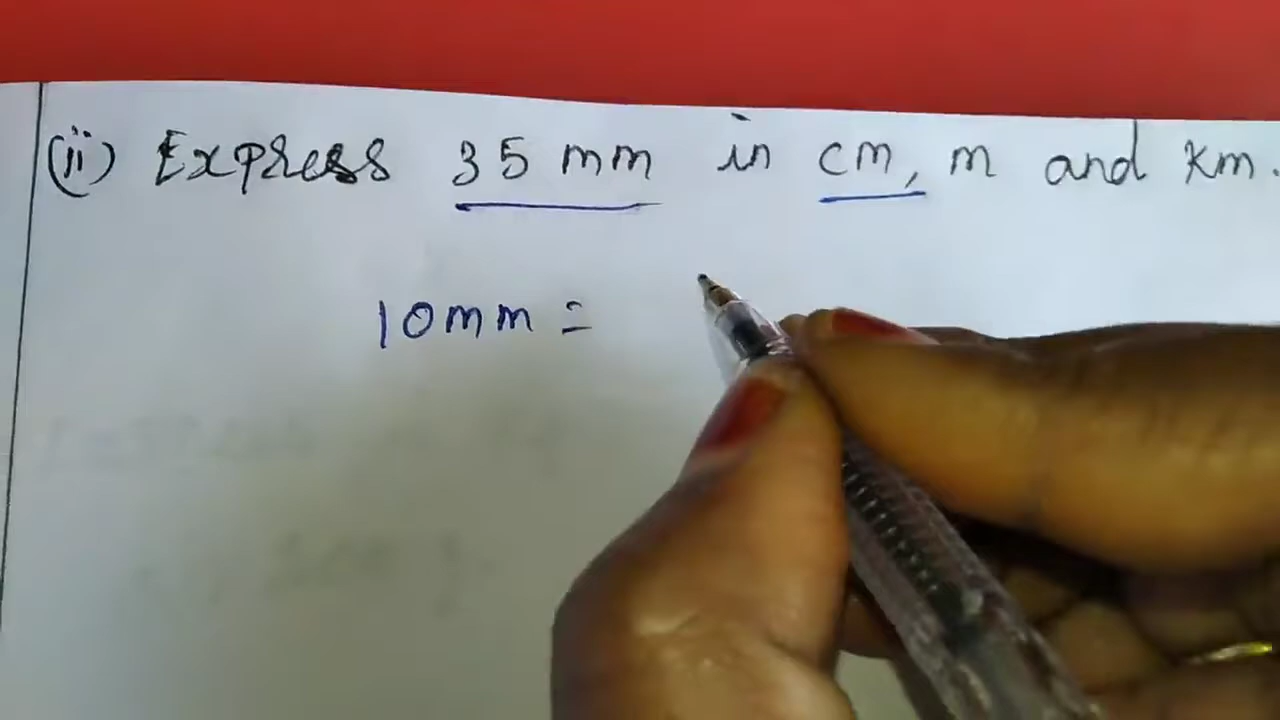 (ii) Express 35 mm in cm, m and km.
10mm =